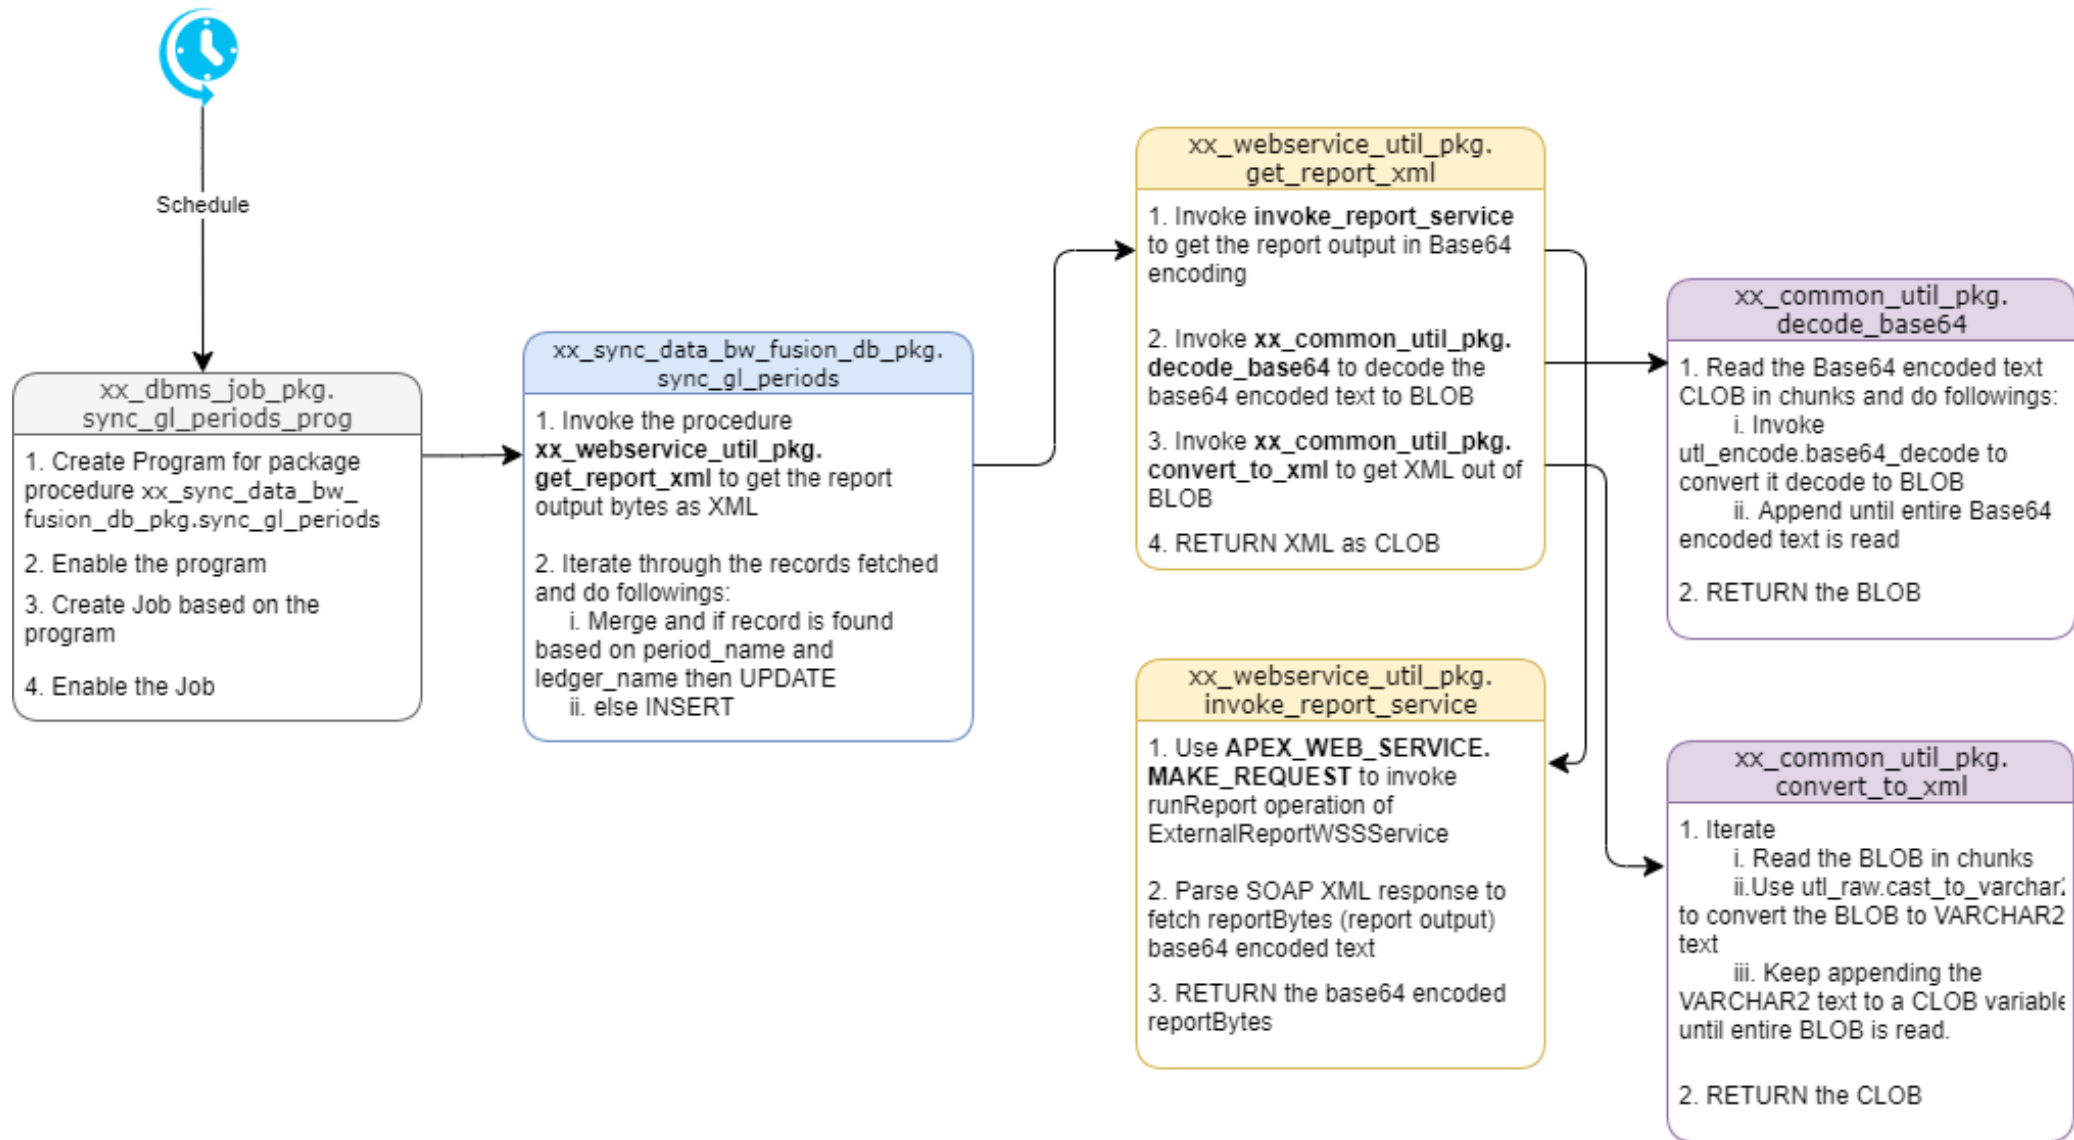 Schedule
xx_dbms_job_pkg.
sync_gl_periods_prog
1. Create Program for package
procedure xx_sync_data_bw_
fusion_db_pkg.sync_gl_periods
2. Enable the program
3. Create Job based on the
program
4. Enable the Job
xx_sync_data_bw_fusion_db_pkg.
sync_gl_periods
1. Invoke the procedure
xx_webservice_util_pkg.
get_report_xml to get the report
output bytes as XML
2. Iterate through the records fetched
and do followings:
i. Merge and if record is found
based on period_name and
ledger_name then UPDATE
ii. else INSERT
xx_webservice_util_pkg.
get_report_xml
1. Invoke invoke_report_service
to get the report output in Base64
encoding
2. Invoke xx_common_util_pkg.
decode_base64 to decode the
base64 encoded text to BLOB
3. Invoke xx_common_util_pkg.
convert_to_xml to get XML out of
BLOB
4. RETURN XML as CLOB
xx_webservice_util_pkg.
invoke_report_service
1. Use APEX_WEB_SERVICE.
MAKE_REQUEST to invoke
runReport operation of
ExternalReportWSSService
2. Parse SOAP XML response to
fetch reportBytes (report output)
base64 encoded text
3. RETURN the base64 encoded
reportBytes
xx_common_util_pkg.
decode_base64
1. Read the Base64 encoded text
CLOB in chunks and do followings:
i. Invoke
utl_encode.base64_decode to
convert it decode to BLOB
ii. Append until entire Base64
encoded text is read
2. RETURN the BLOB
xx_common_util_pkg.
convert_to_xml
1. Iterate
i. Read the BLOB in chunks
ii.Use utl_raw.cast_to_varchar2
to convert the BLOB to VARCHAR2
text
iii. Keep appending the
VARCHAR2 text to a CLOB variable
until entire BLOB is read.
2. RETURN the CLOB